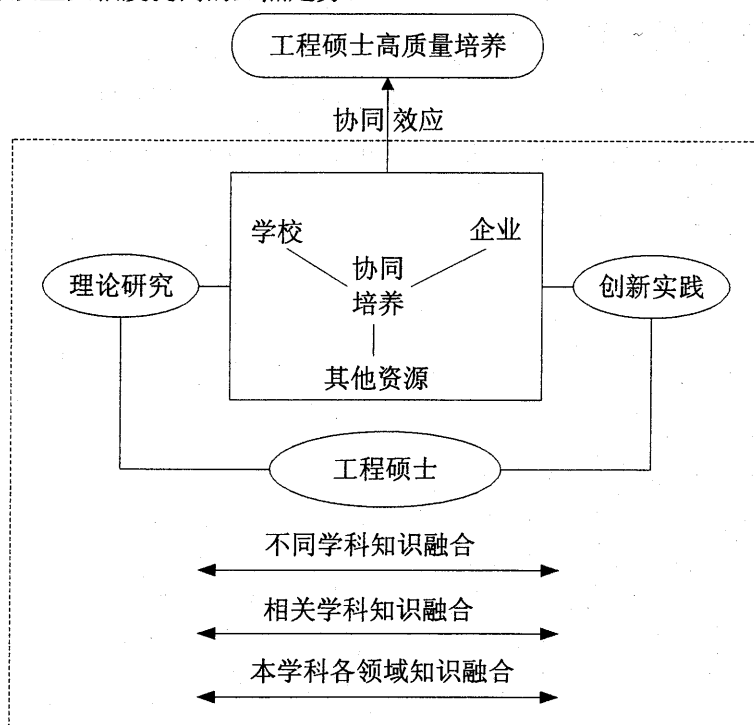 工程硕士高质量培养
协同 效应
学校
企业
协同
培养
理论研究
创新实践
其他资源
工程硕士
不同学科知识融合
相关学科知识融合
本学科各领域知识融合